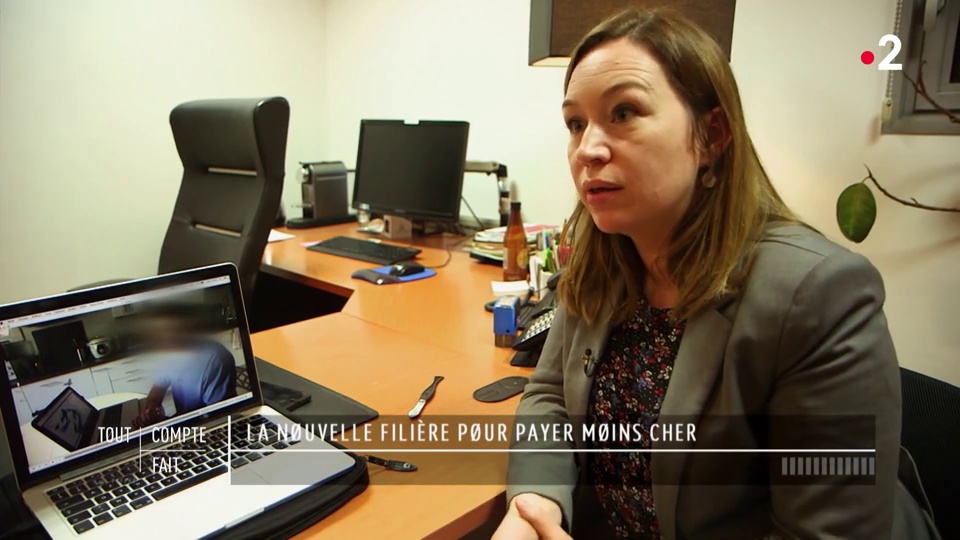 2
LA NØUVELLE FILIÈRE PØUR PAYER MØINS CHER
TOUT COMPTE
FAIT